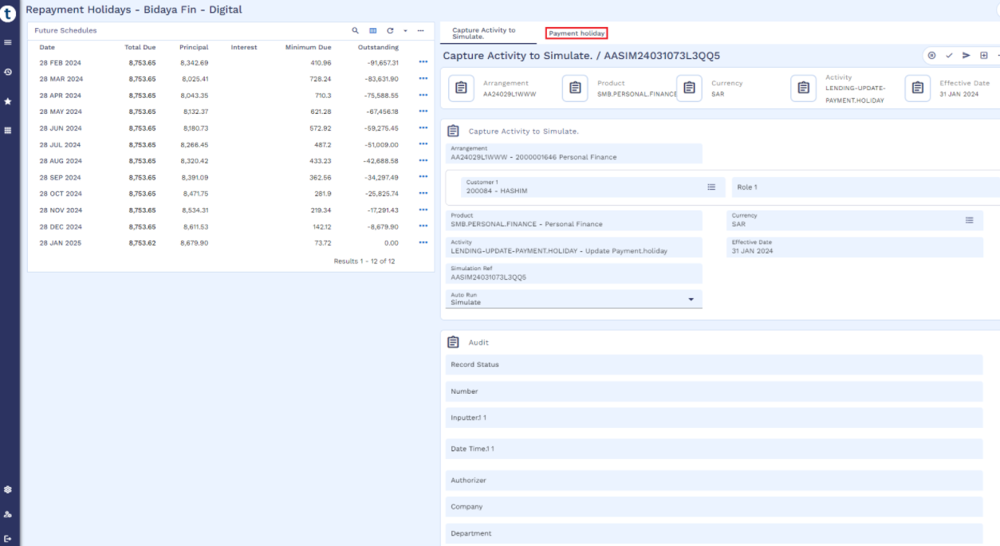 t
Repayment Holidays - Bidaya Fin - Digital
Future Schedules
Date Total Due Principal Interest Minimum Due Outstanding
28 FEB 2024 8,753.65 8,342.69 410.96 -91,657.31
28 MAR 2024 8,753.65 8,025.41 728.24 -83,631.90
28 APR 2024 8,753.65 8,043.35 710.3 -75,588.55
28 MAY 2024 8,753.65 8,132.37 621.28 -67,456.18
28 JUN 2024 8,753.65 8,180.73 572.92 -59,275.45
28 JUL 2024 8,753.65 8,266.45 487.2 -51,009.00
28 AUG 2024 8,753.65 8,320.42 433.23 -42,688.58
28 SEP 2024 8,753.65 8,391.09 362.56 -34,297.49
28 OCT 2024 8,753.65 8,471.75 281.9 -25,825.74
28 NOV 2024 8,753.65 8,534.31 219.34 -17,291.43
28 DEC 2024 8,753.65 8,611.53 142.12 -8,679.90
28 JAN 2025 8,753.62 8,679.90 73.72 0.00
Results 1 - 12 of 12
Capture Activity to
Simulate.
Payment holiday
Capture Activity to Simulate. / AASIM24031073L3QQ5
Arrangement
AA24029L1WWW
Product
SMB.PERSONAL.FINANCE
Currency
SAR
Activity
LENDING-UPDATE-
PAYMENT.HOLIDAY
Effective Date
31 JAN 2024
Capture Activity to Simulate.
Arrangement
AA24029L1WWW - 2000001646 Personal Finance
Customer 1
200084 - HASHIM
Role 1
Product
SMB.PERSONAL.FINANCE - Personal Finance
Currency
SAR
Activity
LENDING-UPDATE-PAYMENT.HOLIDAY - Update Payment.holiday
Effective Date
31 JAN 2024
Simulation Ref
AASIM24031073L3QQ5
Auto Run
Simulate
Audit
Record Status
Number
Inputter.1 1
Date Time.1 1
Authorizer
Company
Department